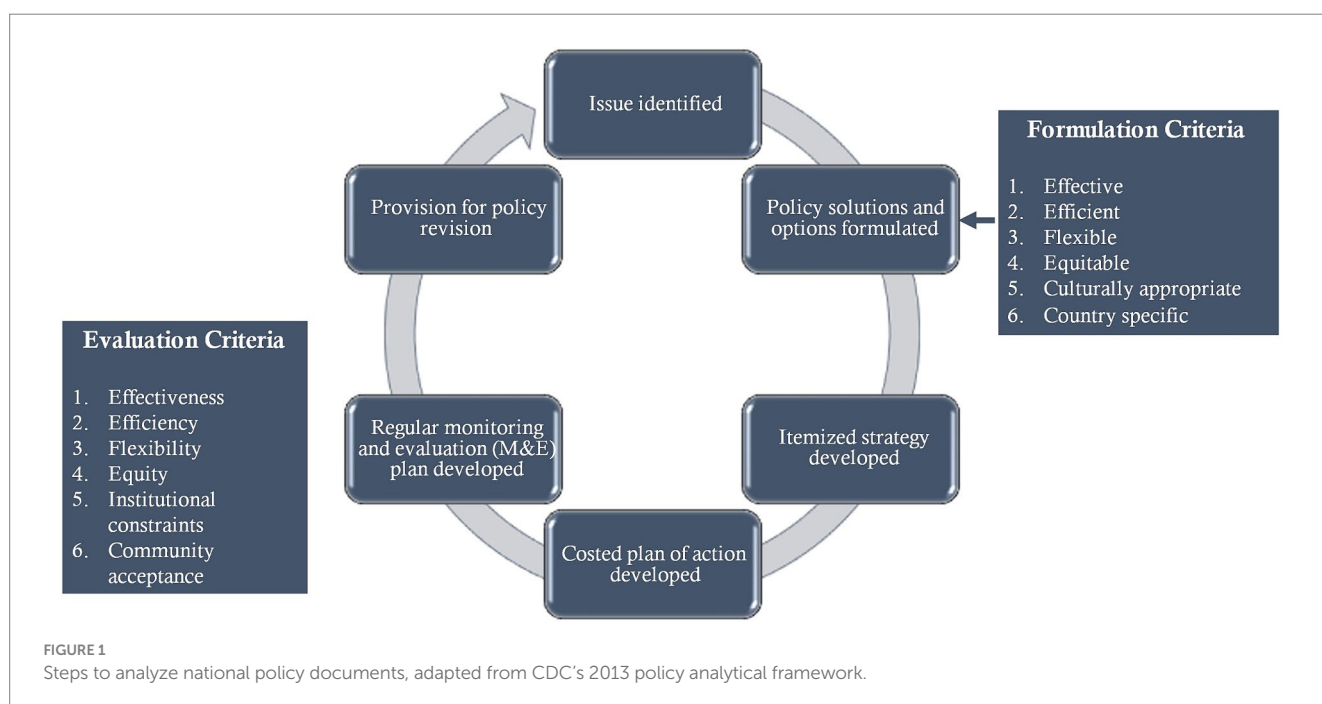 Issue identified
Policy solutions and
options formulated
Formulation Criteria
1. Effective
2. Efficient
3. Flexible
4. Equitable
5. Culturally appropriate
6. Country specific
Itemized strategy
developed
Costed plan of action
developed
Regular monitoring
and evaluation (M&E)
plan developed
Evaluation Criteria
1. Effectiveness
2. Efficiency
3. Flexibility
4. Equity
5. Institutional
constraints
6. Community
acceptance
Provision for policy
revision
FIGURE 1
Steps to analyze national policy documents, adapted from CDC's 2013 policy analytical framework.